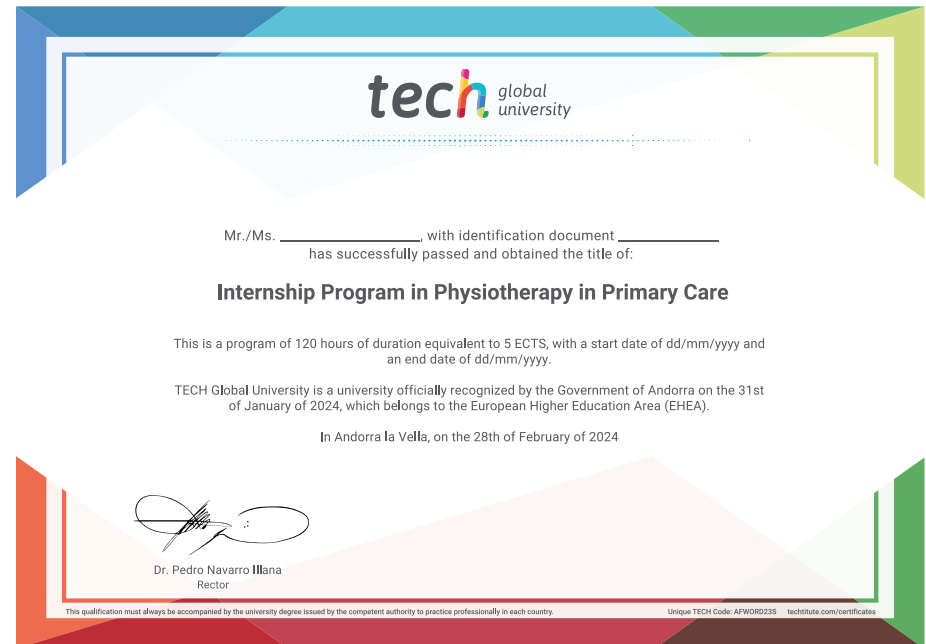 tech global university
Mr./Ms. ____________________, with identification document ______________
has successfully passed and obtained the title of:
Internship Program in Physiotherapy in Primary Care
This is a program of 120 hours of duration equivalent to 5 ECTS, with a start date of dd/mm/yyyy and
an end date of dd/mm/yyyy.
TECH Global University is a university officially recognized by the Government of Andorra on the 31st
of January of 2024, which belongs to the European Higher Education Area (EHEA).
In Andorra la Vella, on the 28th of February of 2024
Dr. Pedro Navarro Illana
Rector
This qualification must always be accompanied by the university degree issued by the competent authority to practice professionally in each country.
Unique TECH Code: AFWORD23S techtitute.com/certificates